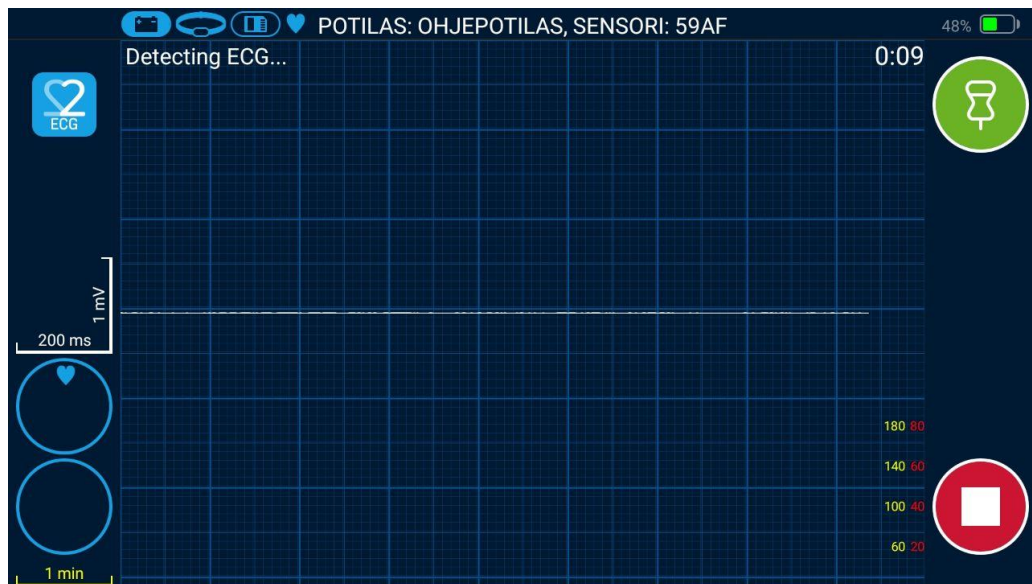 POTILAS: OHJEPOTILAS, SENSORI: 59AF
48%
Detecting ECG...
0:09
ECG
1 mV
200 ms
180 80
140 60
100 40
60 20
1 min